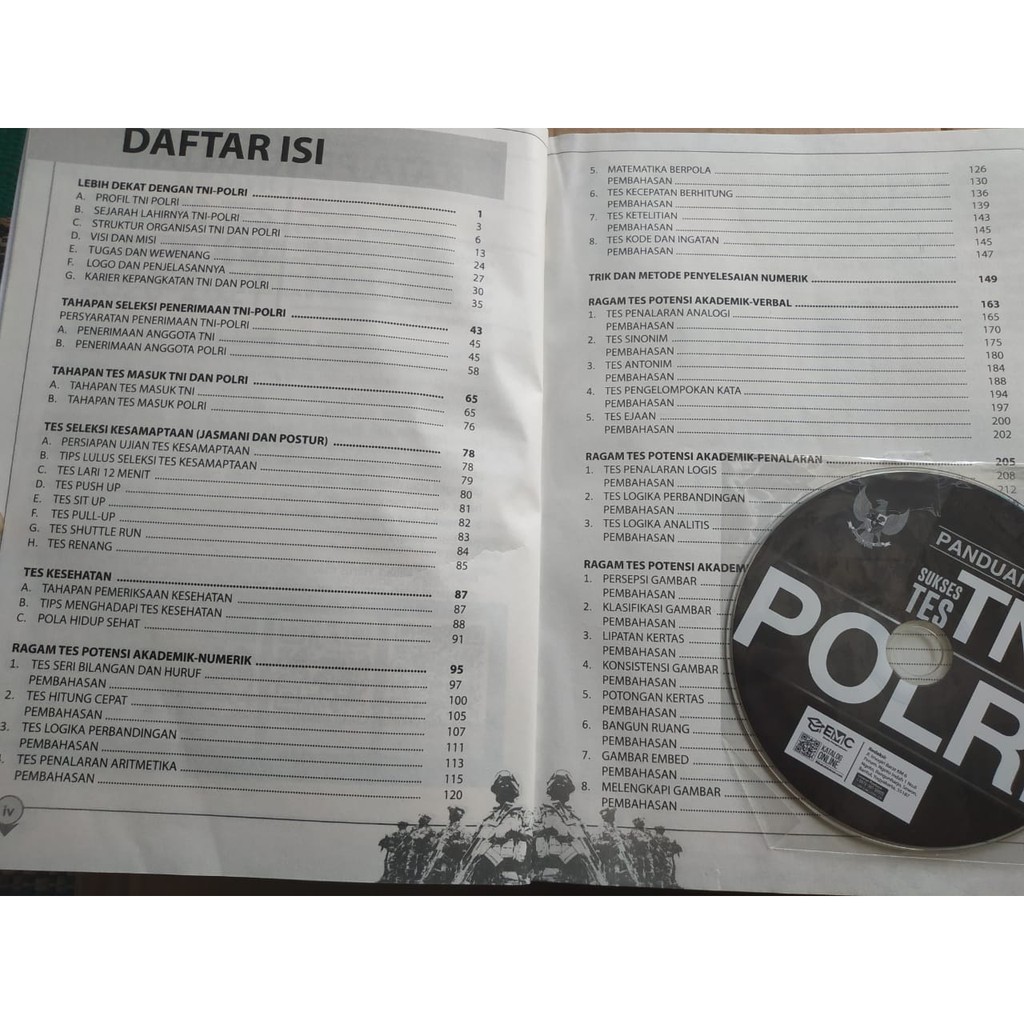 DAFTAR ISI
LEBIH DEKAT DENGAN TNI-POLRI 1
A. PROFIL TNI POLRI 3
B. SEJARAH LAHIRNYA TNI-POLRI 6
C. STRUKTUR ORGANISASI TNI DAN POLRI 13
D. VISI DAN MISI 24
E. TUGAS DAN WEWENANG 27
F. LOGO DAN PENJELASANNYA 30
G. KARIER KEPANGKATAN TNI DAN POLRI 35
TAHAPAN SELEKSI PENERIMAAN TNI-POLRI 43
PERSYARATAN PENERIMAAN TNI-POLRI 45
A. PENERIMAAN ANGGOTA TNI 45
B. PENERIMAAN ANGGOTA POLRI 58
TAHAPAN TES MASUK TNI DAN POLRI 65
A. TAHAPAN TES MASUK TNI 65
B. TAHAPAN TES MASUK POLRI 76
TES SELEKSI KESAMAPTAAN (JASMANI DAN POSTUR) 78
A. PERSIAPAN UJIAN TES KESAMAPTAAN 78
B. TIPS LULUS SELEKSI TES KESAMAPTAAN 79
C. TES LARI 12 MENIT 80
D. TES PUSH UP 81
E. TES SIT UP 82
F. TES PULL-UP 83
G. TES SHUTTLE RUN 84
H. TES RENANG 85
TES KESEHATAN 87
A. TAHAPAN PEMERIKSAAN KESEHATAN 87
B. TIPS MENGHADAPI TES KESEHATAN 88
C. POLA HIDUP SEHAT 91
RAGAM TES POTENSI AKADEMIK-NUMERIK 95
1. TES SERI BILANGAN DAN HURUF 97
PEMBAHASAN 100
2. TES HITUNG CEPAT 105
PEMBAHASAN 107
3. TES LOGIKA PERBANDINGAN 111
PEMBAHASAN 113
TES PENALARAN ARITMETIKA 115
PEMBAHASAN 120
iv
5. MATEMATIKA BERPOLA 126
PEMBAHASAN 130
6. TES KECEPATAN BERHITUNG 136
PEMBAHASAN 139
7. TES KETELITIAN 143
PEMBAHASAN 145
8. TES KODE DAN INGATAN 145
PEMBAHASAN 147
TRIK DAN METODE PENYELESAIAN NUMERIK 149
RAGAM TES POTENSI AKADEMIK-VERBAL 163
1. TES PENALARAN ANALOGI 165
PEMBAHASAN 170
2. TES SINONIM 175
PEMBAHASAN 180
3. TES ANTONIM 184
PEMBAHASAN 188
4. TES PENGELOMPOKAN KATA 194
PEMBAHASAN 197
5. TES EJAAN 200
PEMBAHASAN 202
RAGAM TES POTENSI AKADEMIK-PENALARAN 205
1. TES PENALARAN LOGIS 208
PEMBAHASAN 212
2. TES LOGIKA PERBANDINGAN
PEMBAHASAN
3. TES LOGIKA ANALITIS
PEMBAHASAN
RAGAM TES POTENSI AKADEM
1. PERSEPSI GAMBAR
PEMBAHASAN
2. KLASIFIKASI GAMBAR
PEMBAHASAN
3. LIPATAN KERTAS
PEMBAHASAN
4. KONSISTENSI GAMBAR
PEMBAHASAN
5. POTONGAN KERTAS
PEMBAHASAN
6. BANGUN RUANG
PEMBAHASAN
7. GAMBAR EMBED
PEMBAHASAN
8. MELENGKAPI GAMBAR
PEMBAHASAN
PANDUAN
SUKSES
TES
TN
POLR
EMC
KATALOG
ONLINE